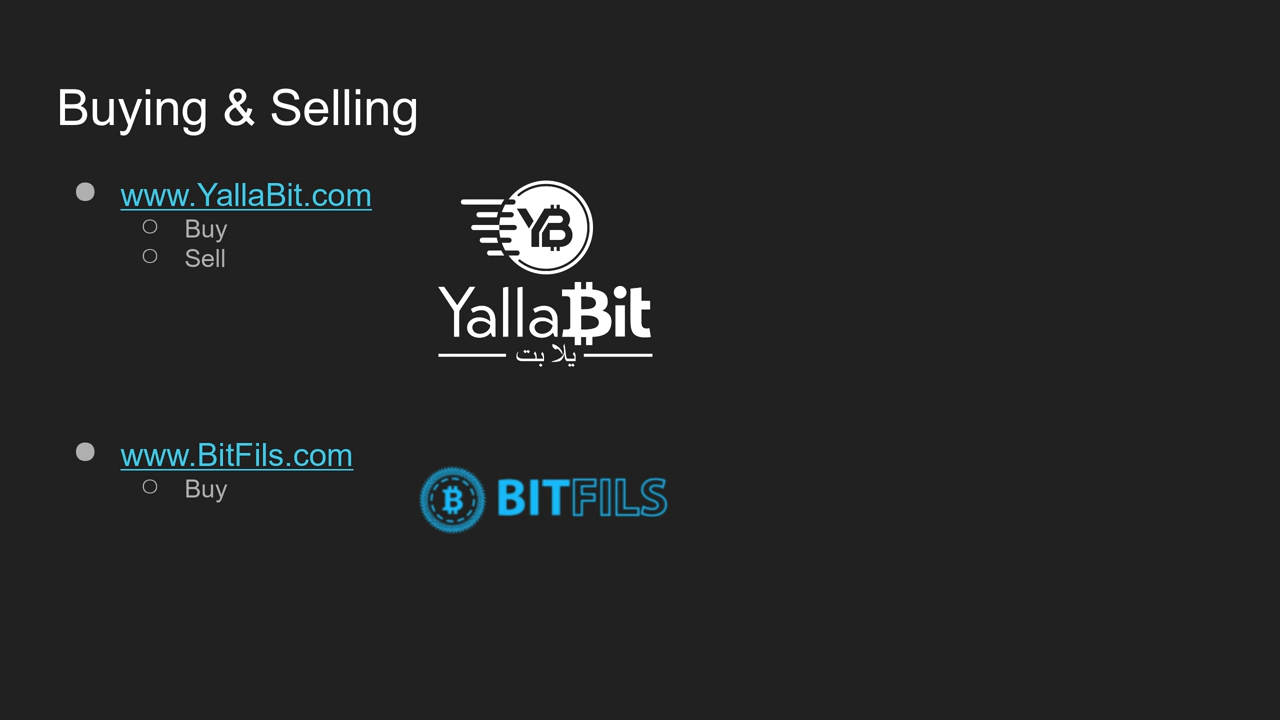 Buying & Selling
www.YallaBit.com
Buy
Sell
YB
YallaBit
يلا بت
www.BitFils.com
Buy
BITFILS